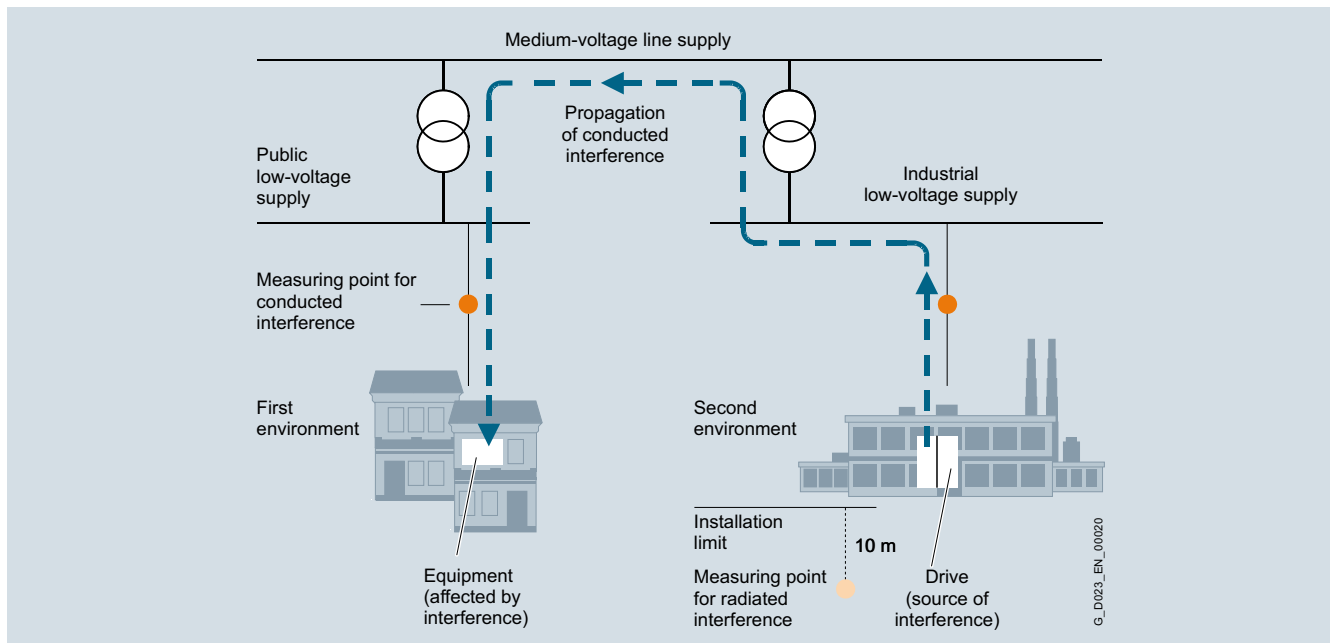 Medium-voltage line supply
Propagation
of conducted
interference
Public
low-voltage
supply
Industrial
low-voltage supply
Measuring point for
conducted
interference
First
environment
Second
environment
Installation
limit
10 m
Measuring point
for radiated
interference
Equipment
(affected by
interference)
Drive
(source of
interference)
G_D023_EN_00020